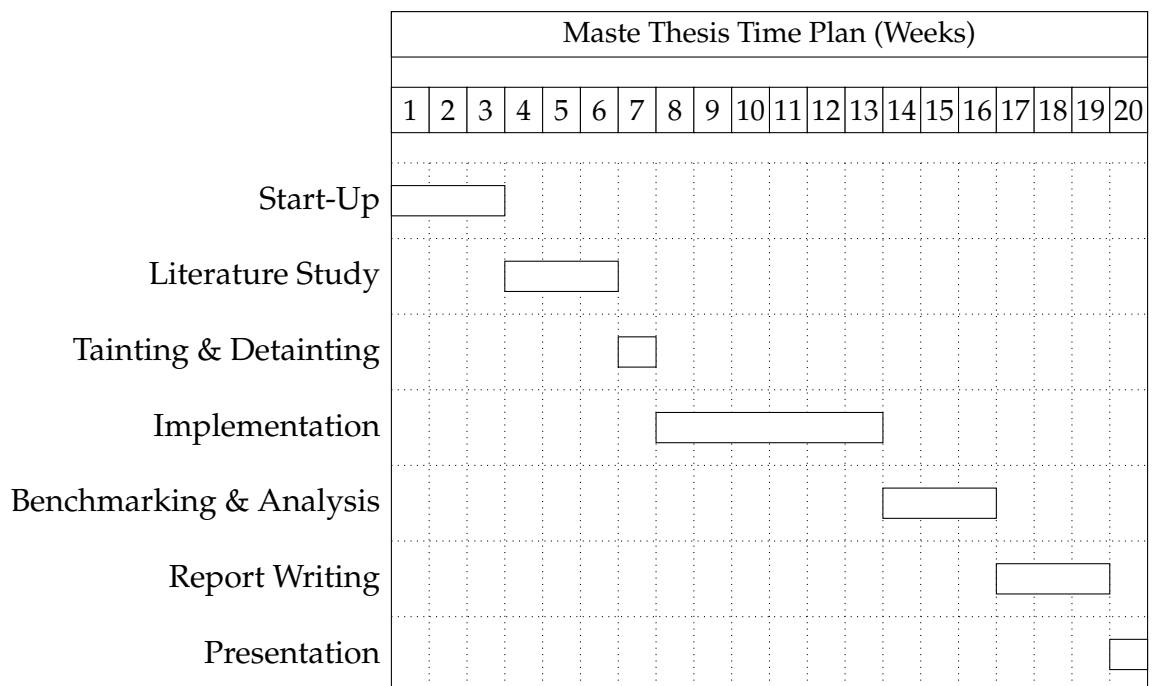 Maste Thesis Time Plan (Weeks)
1 2 3 4 5 6 7 8 9 10 11 12 13 14 15 16 17 18 19 20
Start-Up
Literature Study
Tainting & Detainting
Implementation
Benchmarking & Analysis
Report Writing
Presentation